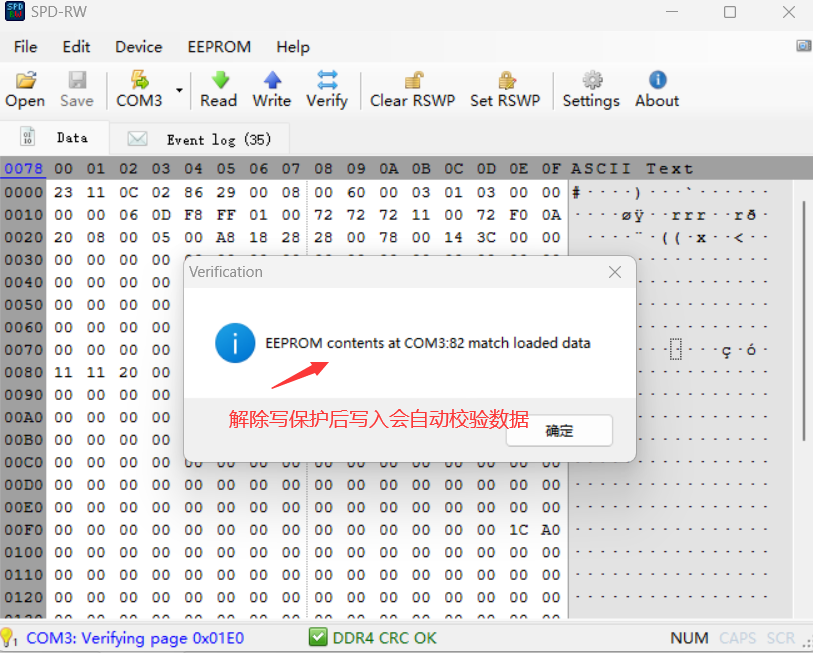 SPD-RW
File Edit Device EEPROM Help
Open Save COM3 Read Write Verify Clear RSWP Set RSWP Settings About
Data Event log (35)
0078 00 01 02 03 04 05 06 07 08 09 0A 0B 0C 0D 0E 0F ASCII Text
0000 23 11 0C 02 86 29 00 08 00 60 00 03 01 03 00 00 #····)···`······
0010 00 00 06 0D F8 FF 01 00 72 72 72 11 00 72 F0 0A ····øÿ··rrr··rð·
0020 20 08 00 05 00 A8 18 28 28 00 78 00 14 3C 00 00 ·····¨·((·x··<··
0030 00 00 00 00
0040 00 00 00 00
0050 00 00 00 00
0060 00 00 00 00
0070 00 00 00 00 ç·ó
0080 11 11 20 00
0090 00 00 00 00
00A0 00 00 00 00
00B0 00 00 00 00
00C0 00 00 00 00 00 00 00 00 00 00 00 00 00 00 00 00 ················
00D0 00 00 00 00 00 00 00 00 00 00 00 00 00 00 00 00 ················
00E0 00 00 00 00 00 00 00 00 00 00 00 00 00 00 00 00 ················
00F0 00 00 00 00 00 00 00 00 00 00 00 00 00 00 1C A0 ················
0100 00 00 00 00 00 00 00 00 00 00 00 00 00 00 00 00 ················
0110 00 00 00 00 00 00 00 00 00 00 00 00 00 00 00 00 ················
0120 00 00 00 00 00 00 00 00 00 00 00 00 00 00 00 00 ················
Verification
EEPROM contents at COM3:82 match loaded data
解除写保护后写入会自动校验数据
确定
COM3: Verifying page 0x01E0 DDR4 CRC OK NUM CAPS SCR